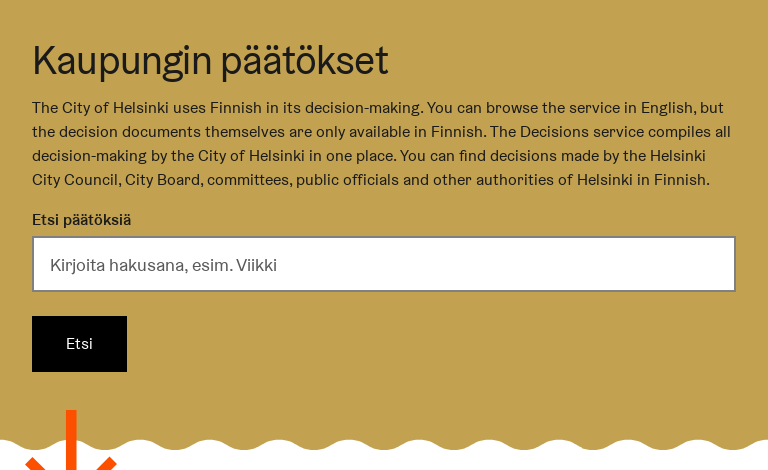 Kaupungin päätökset
The City of Helsinki uses Finnish in its decision-making. You can browse the service in English, but
the decision documents themselves are only available in Finnish. The Decisions service compiles all
decision-making by the City of Helsinki in one place. You can find decisions made by the Helsinki
City Council, City Board, committees, public officials and other authorities of Helsinki in Finnish.
Etsi päätöksiä
Kirjoita hakusana, esim. Viikki
Etsi